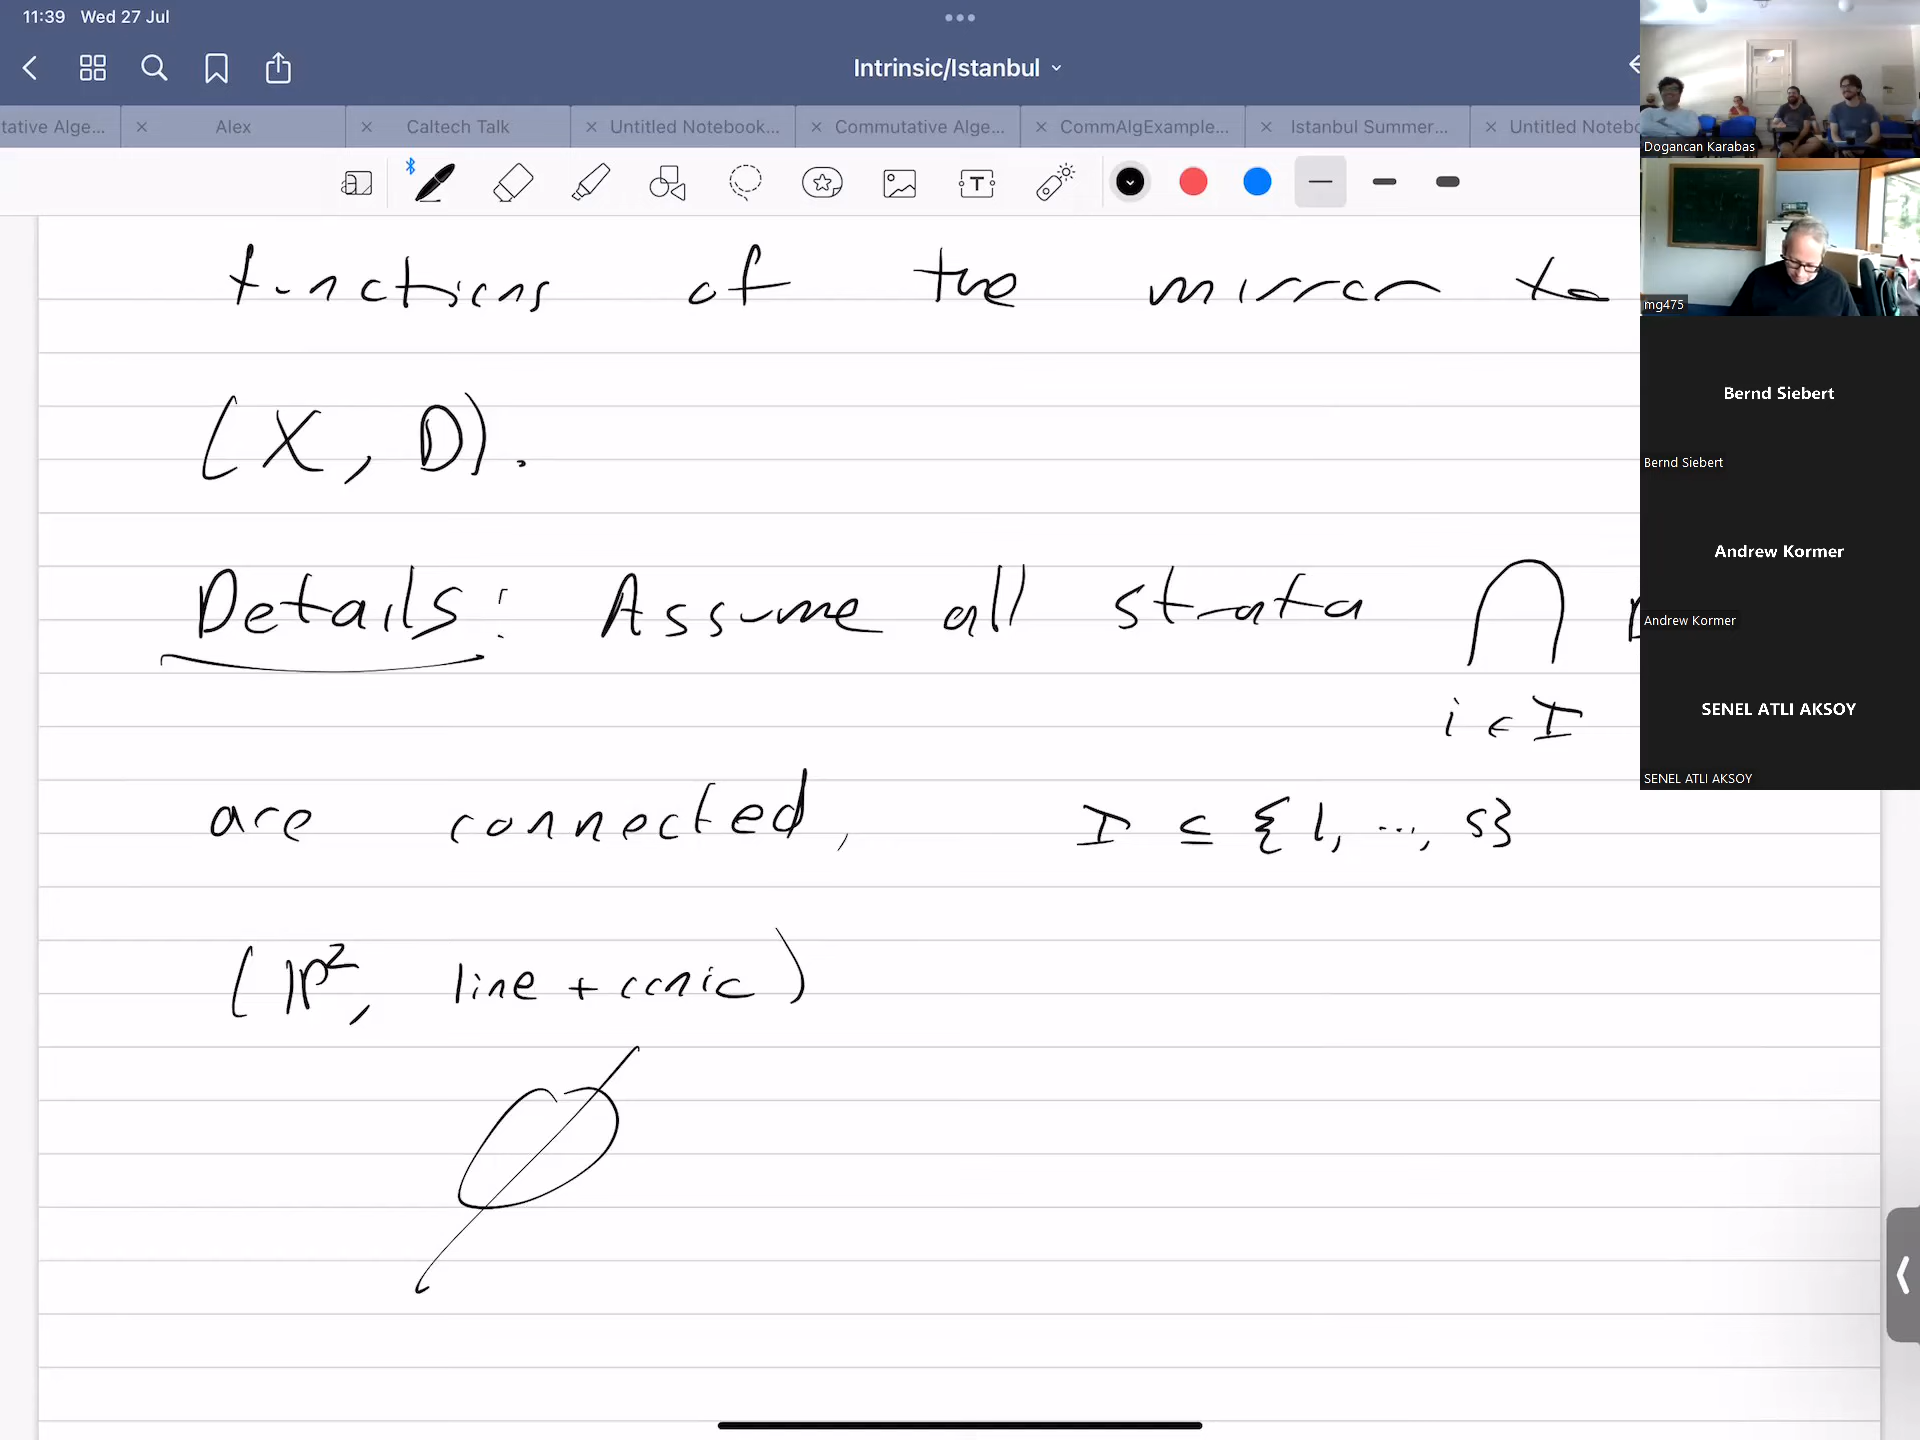 11:39 Wed 27 Jul
Intrinsic/Istanbul
tative Alge...
Alex
Caltech Talk
Untitled Notebook...
Commutative Alge...
CommAlgExample...
Istanbul Summer...
Untitled Notebo
functions of the mirror to
(X, D).
Details: Assume all strata ⋂
i ∈ I
are connected, I ⊆ {1, ..., s}
(ℙ², line + conic)
Dogancan Karabas
mg475
Bernd Siebert
Bernd Siebert
Andrew Kormer
Andrew Kormer
SENEL ATLI AKSOY
SENEL ATLI AKSOY